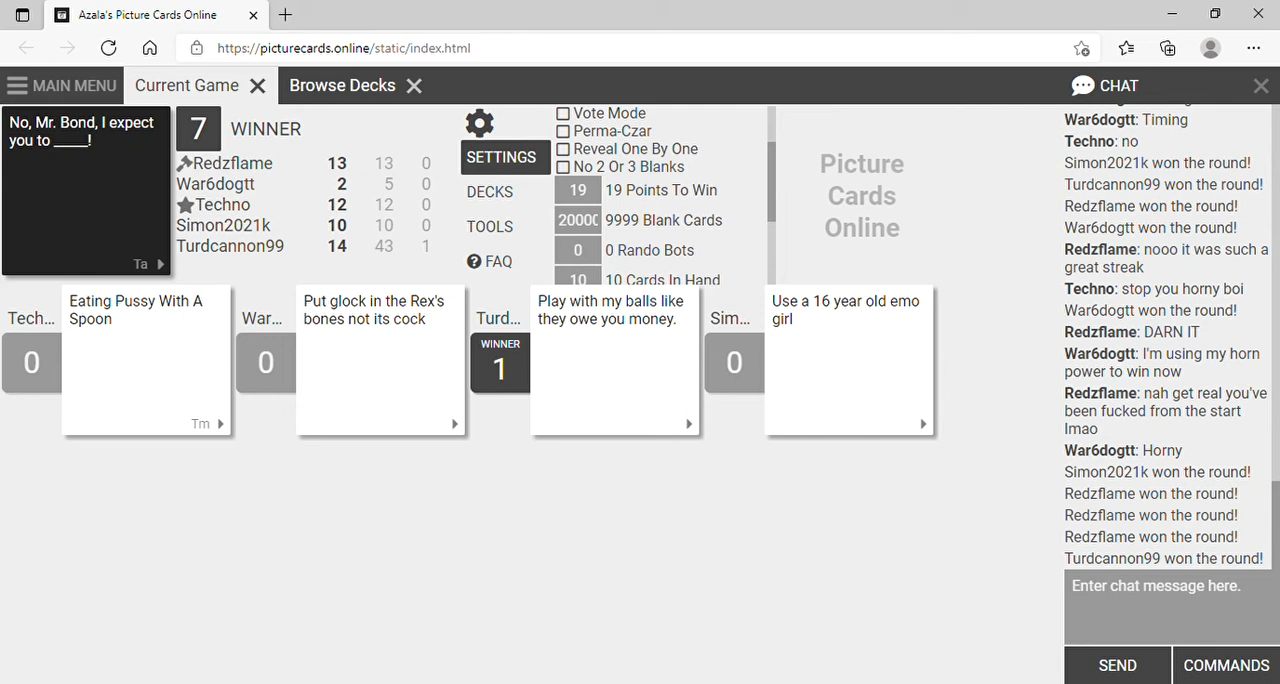 Azala's Picture Cards Online
https://picturecards.online/static/index.html
MAIN MENU
Current Game
Browse Decks
CHAT
No, Mr. Bond, I expect
you to _____!
Ta
7 WINNER
Redzflame 13 13 0
War6dogtt 2 5 0
Techno 12 12 0
Simon2021k 10 10 0
Turdcannon99 14 43 1
SETTINGS
DECKS
TOOLS
FAQ
Vote Mode
Perma-Czar
Reveal One By One
No 2 Or 3 Blanks
19 19 Points To Win
20000 9999 Blank Cards
0 0 Rando Bots
10 10 Cards In Hand
Picture
Cards
Online
Tech...
0
Eating Pussy With A
Spoon
Tm
War...
0
Put glock in the Rex's
bones not its cock
Turd...
WINNER
1
Play with my balls like
they owe you money.
Sim...
0
Use a 16 year old emo
girl
War6dogtt: Timing
Techno: no
Simon2021k won the round!
Turdcannon99 won the round!
Redzflame won the round!
War6dogtt won the round!
Redzflame: nooo it was such a
great streak
Techno: stop you horny boi
War6dogtt won the round!
Redzflame: DARN IT
War6dogtt: I'm using my horn
power to win now
Redzflame: nah get real you've
been fucked from the start
lmao
War6dogtt: Horny
Simon2021k won the round!
Redzflame won the round!
Redzflame won the round!
Redzflame won the round!
Turdcannon99 won the round!
Enter chat message here.
SEND
COMMANDS